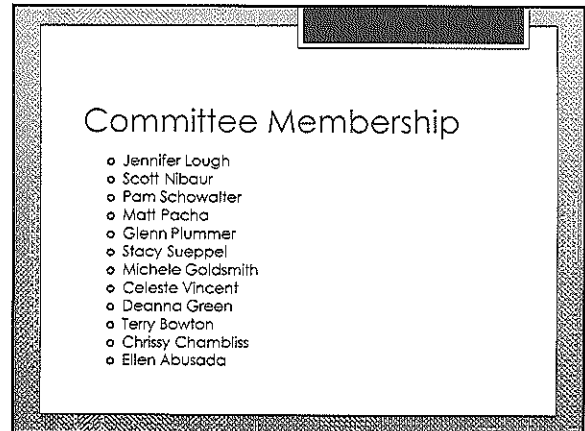 Committee Membership
o Jennifer Lough
o Scott Nibaur
o Pam Schowalter
o Matt Pacha
o Glenn Plummer
o Stacy Sueppel
o Michele Goldsmith
o Celeste Vincent
o Deanna Green
o Terry Bowton
o Chrissy Chambliss
o Ellen Abusada